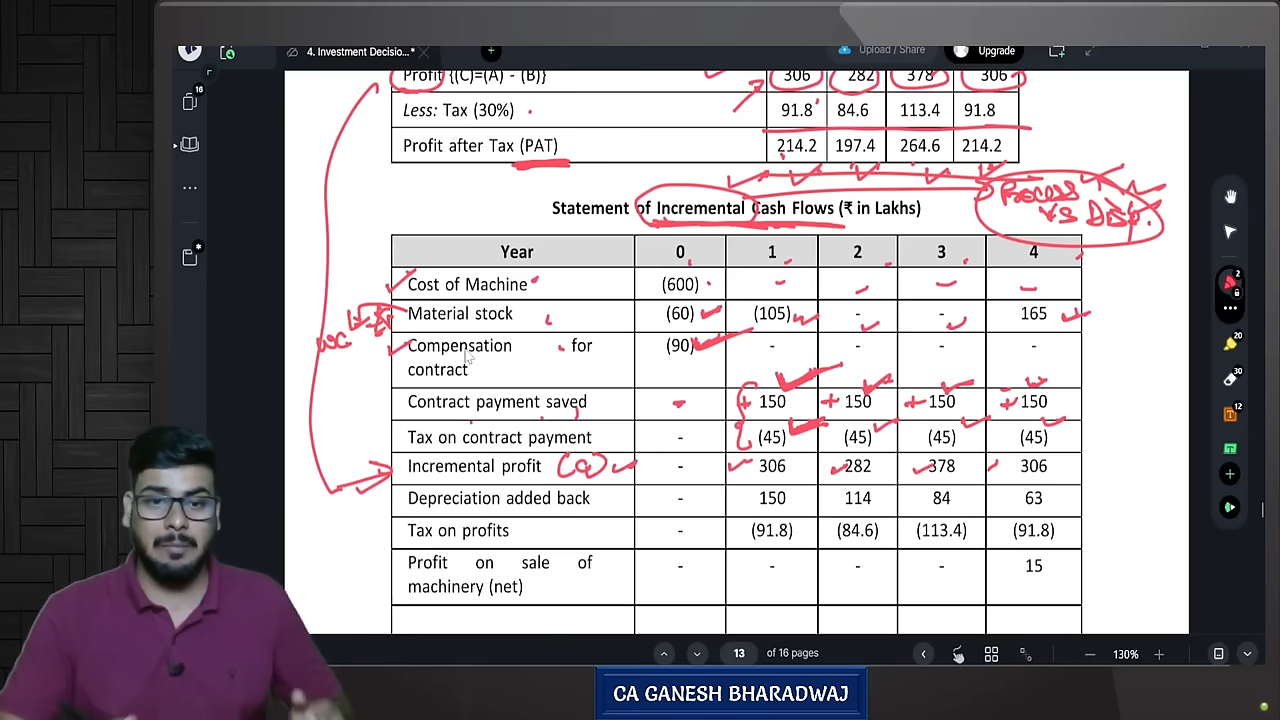 4. Investment Decisio...*
Upload / Share
Upgrade
16
Profit {(C)=(A) - (B)} 306 282 378 306
Less: Tax (30%) 91.8 84.6 113.4 91.8
Profit after Tax (PAT) 214.2 197.4 264.6 214.2
Process
vs Disp.
Statement of Incremental Cash Flows (₹ in Lakhs)
Year 0 1 2 3 4
Cost of Machine (600) - - - -
Material stock (60) (105) - - 165
WC
Compensation for (90) - - - -
contract
Contract payment saved - + 150 + 150 + 150 + 150
Tax on contract payment - (45) (45) (45) (45)
Incremental profit (a) - 306 282 378 306
Depreciation added back - 150 114 84 63
Tax on profits - (91.8) (84.6) (113.4) (91.8)
Profit on sale of - - - - 15
machinery (net)
2
20
30
12
13 of 16 pages
130%
CA GANESH BHARADWAJ